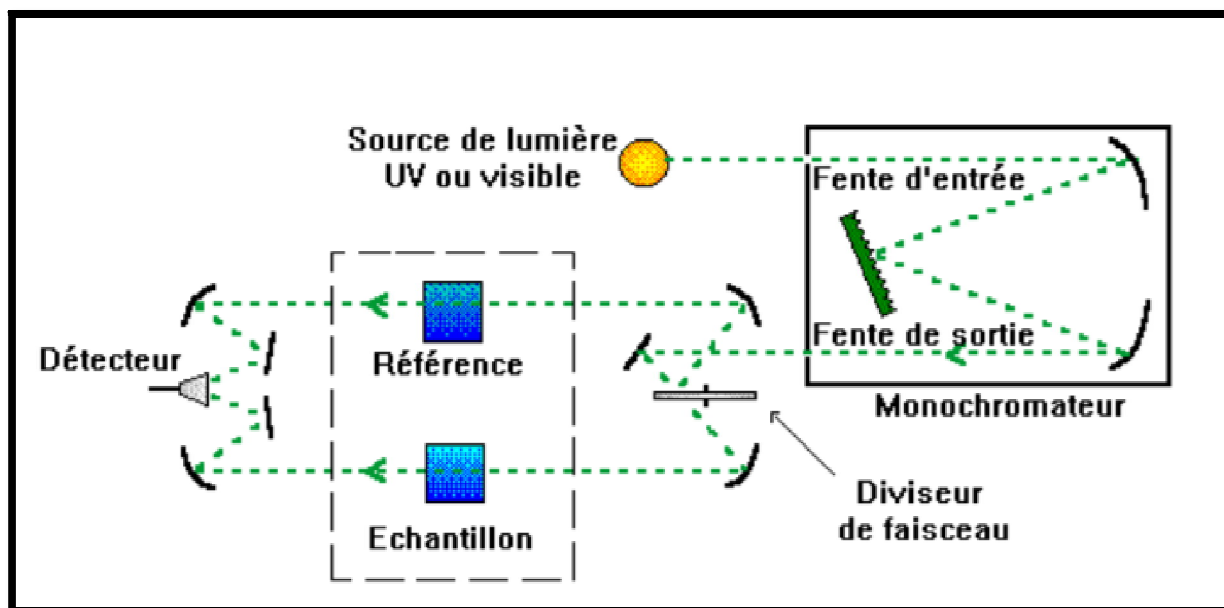 Source de lumière
UV ou visible
Fente d'entrée
Fente de sortie
Monochromateur
Détecteur
Référence
Echantillon
Diviseur
de faisceau